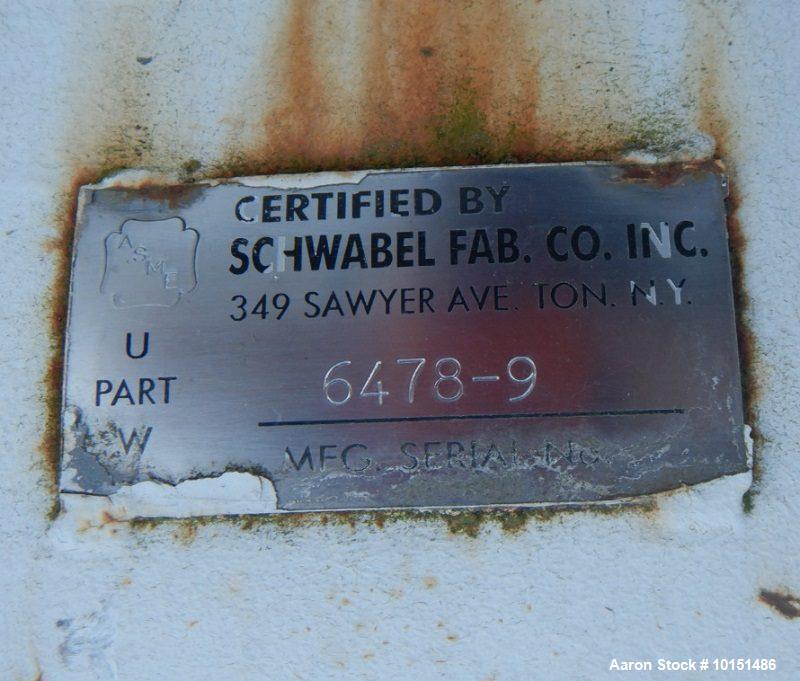 CERTIFIED BY
SCHWABEL FAB. CO. INC.
349 SAWYER AVE. TON. N.Y.
ASME
U
PART
W
6478-9
MFG. SERIAL No.
Aaron Stock # 10151486